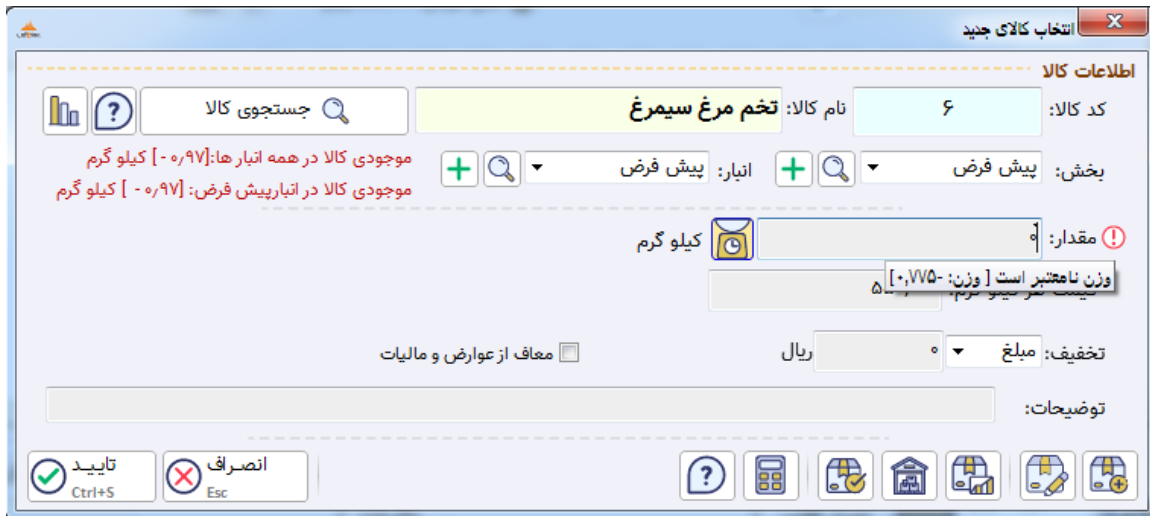 انتخاب کالای جدید
اطلاعات کالا
کد کالا: ۶ نام کالا: تخم مرغ سیمرغ جستجوی کالا
بخش: پیش فرض انبار: پیش فرض
موجودی کالا در همه انبار ها:[۰٫۹۷-] کیلو گرم
موجودی کالا در انبارپیش فرض: [۰٫۹۷- ] کیلو گرم
مقدار: ۰ کیلو گرم
وزن نامعتبر است [ وزن: -۰,۷۷۵]
تخفیف: مبلغ ۰ ریال معاف از عوارض و مالیات
توضیحات:
انصراف Esc
تایید Ctrl+S